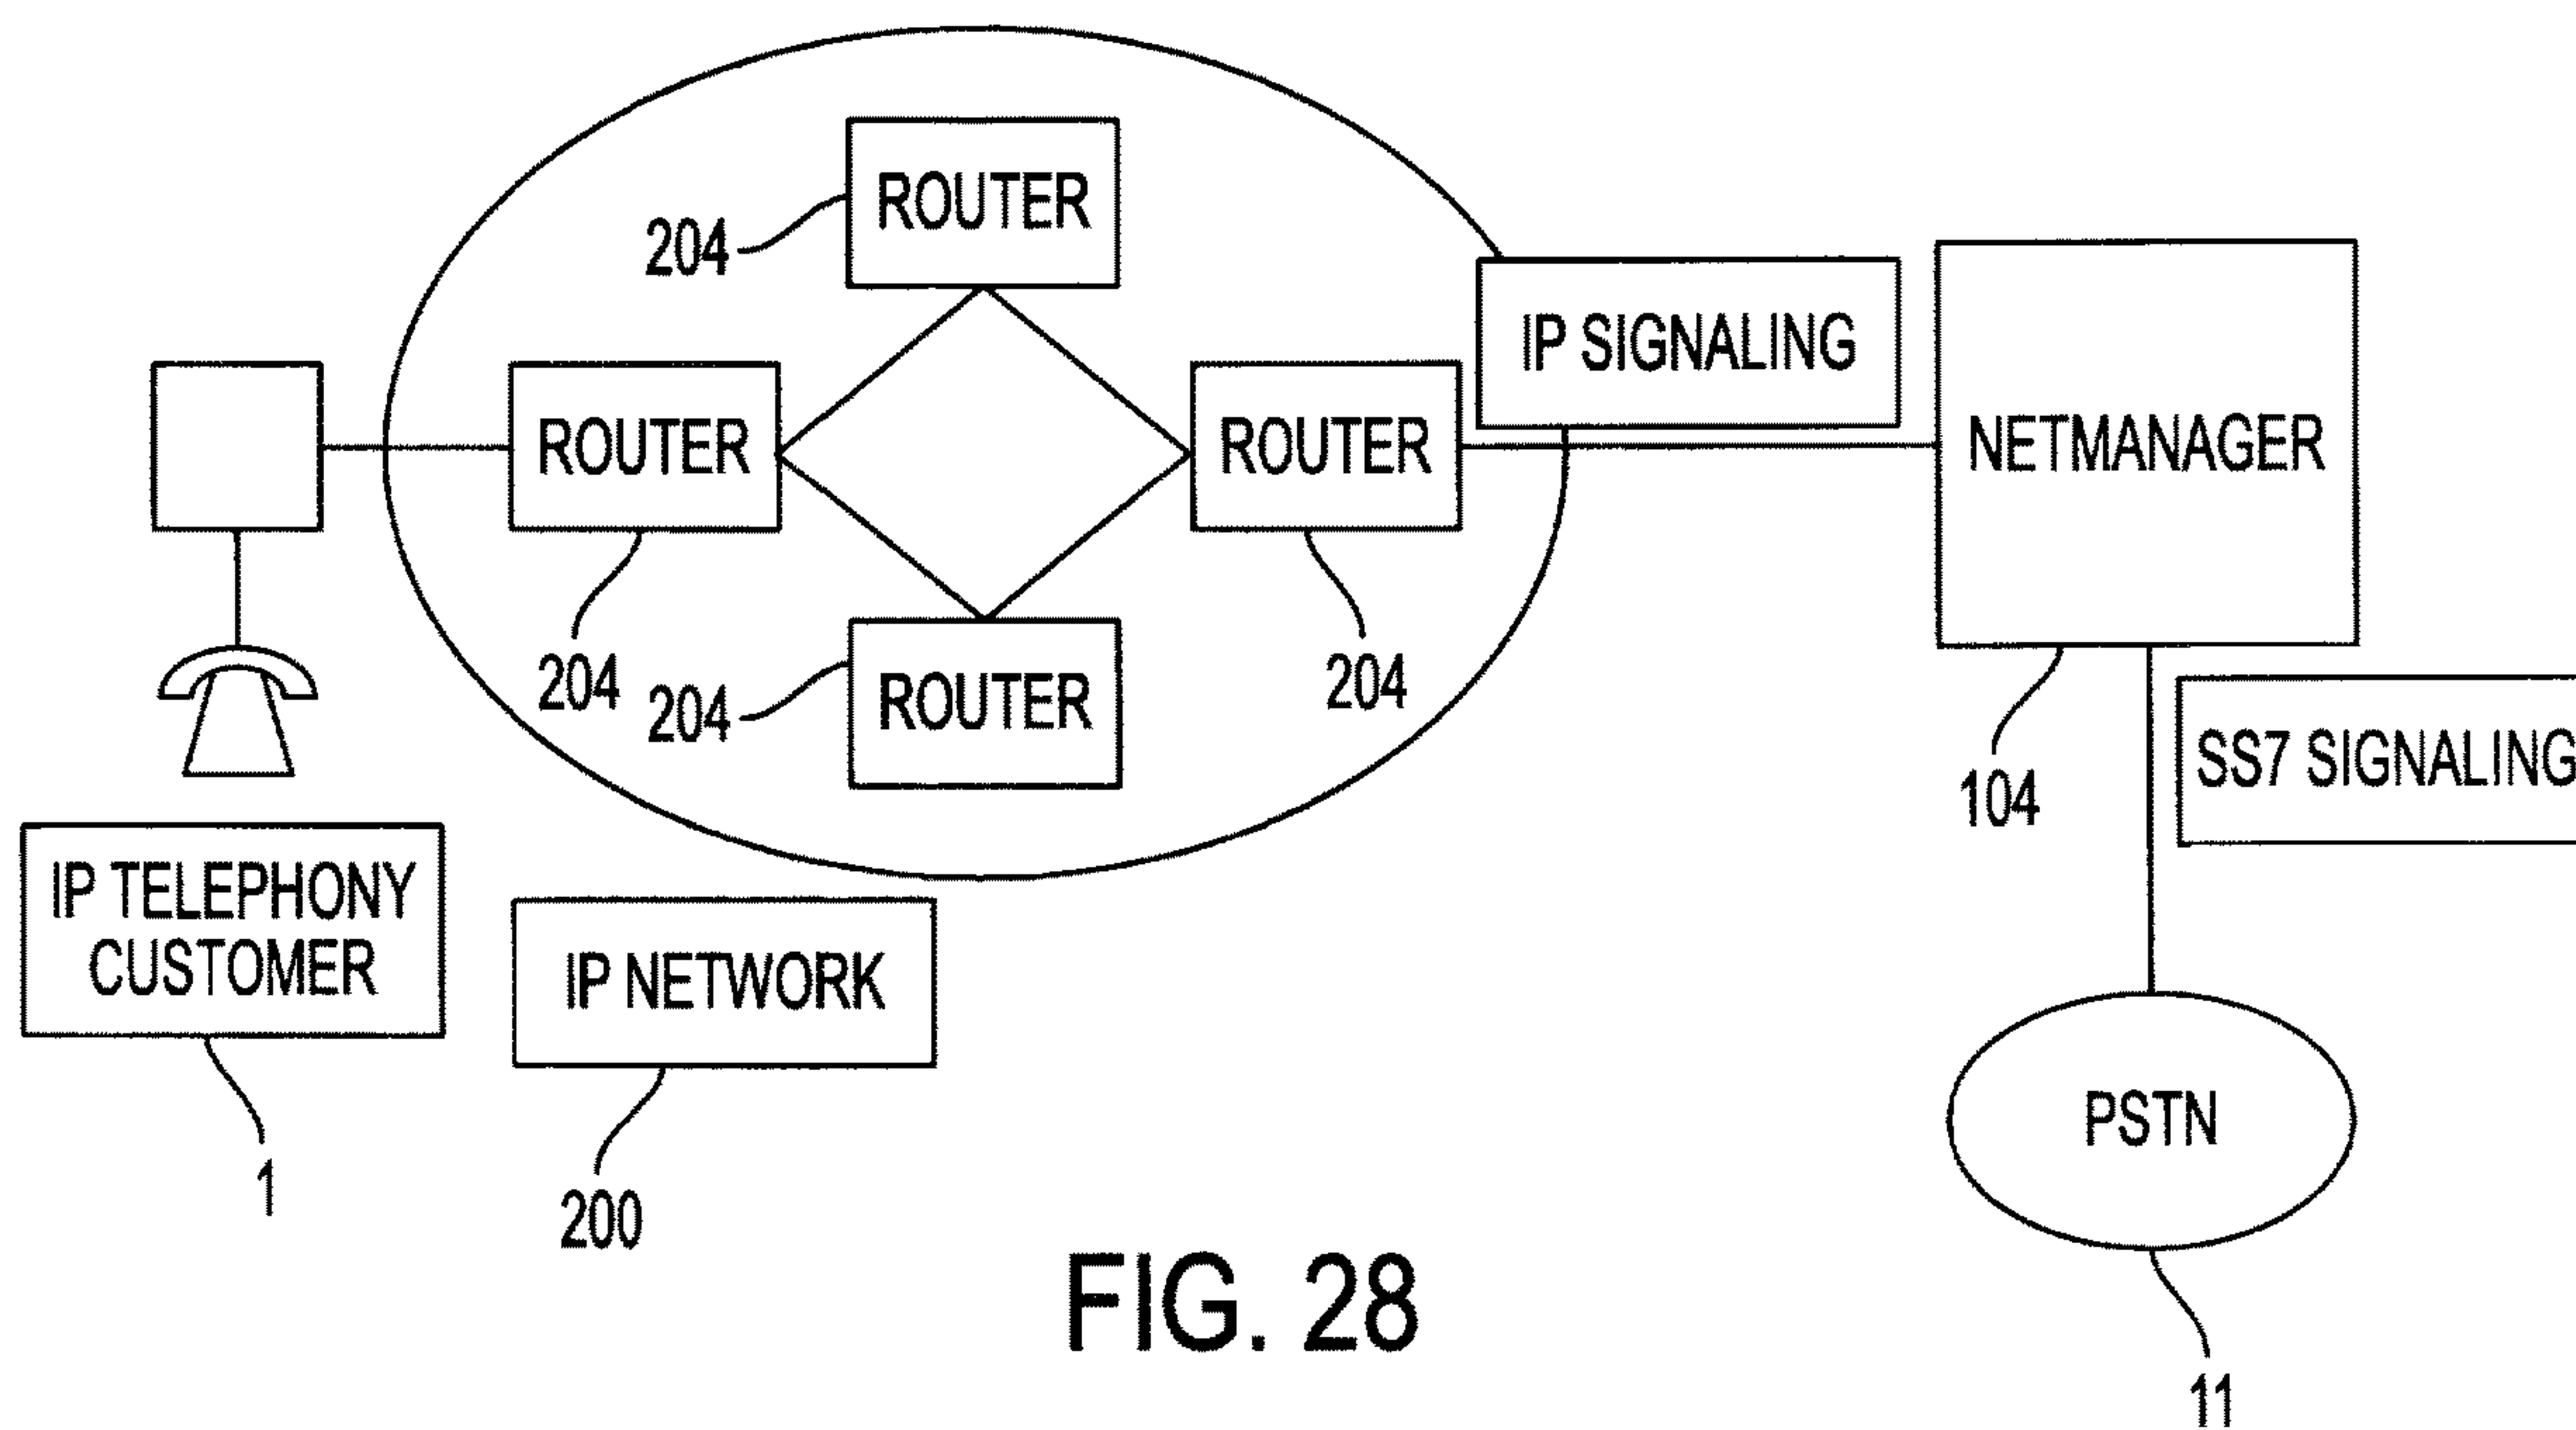 ROUTER
204
IP SIGNALING
ROUTER
ROUTER
NETMANAGER
204
204
ROUTER
204
104
SS7 SIGNALING
IP TELEPHONY
CUSTOMER
IP NETWORK
PSTN
1
200
FIG. 28
11